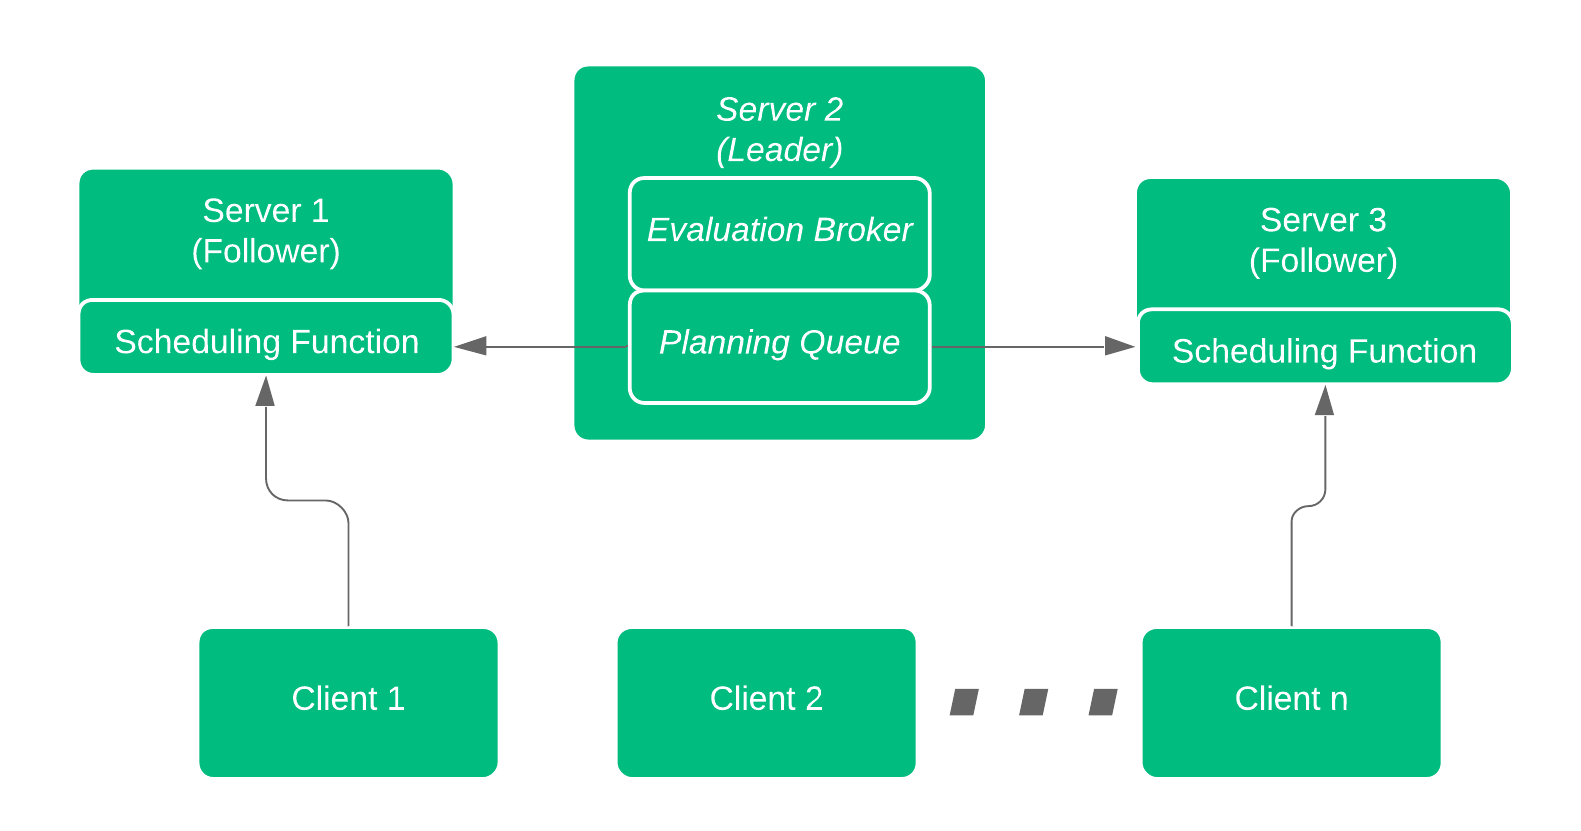 Server 2
(Leader)
Evaluation Broker
Planning Queue
Server 1
(Follower)
Scheduling Function
Server 3
(Follower)
Scheduling Function
Client 1
Client 2
Client n